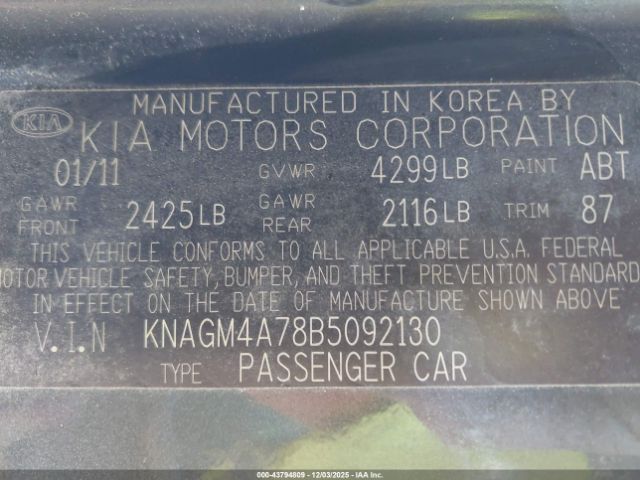 MANUFACTURED IN KOREA BY
KIA KIA MOTORS CORPORATION
01/11 GVWR 4299LB PAINT ABT
GAWR FRONT 2425LB GAWR REAR 2116LB TRIM 87
THIS VEHICLE CONFORMS TO ALL APPLICABLE U.S.A. FEDERAL
MOTOR VEHICLE SAFETY, BUMPER, AND THEFT PREVENTION STANDARDS
IN EFFECT ON THE DATE OF MANUFACTURE SHOWN ABOVE
V.I.N KNAGM4A78B5092130
TYPE PASSENGER CAR
© 43794809 - 12/03/2025 - IAA Inc.